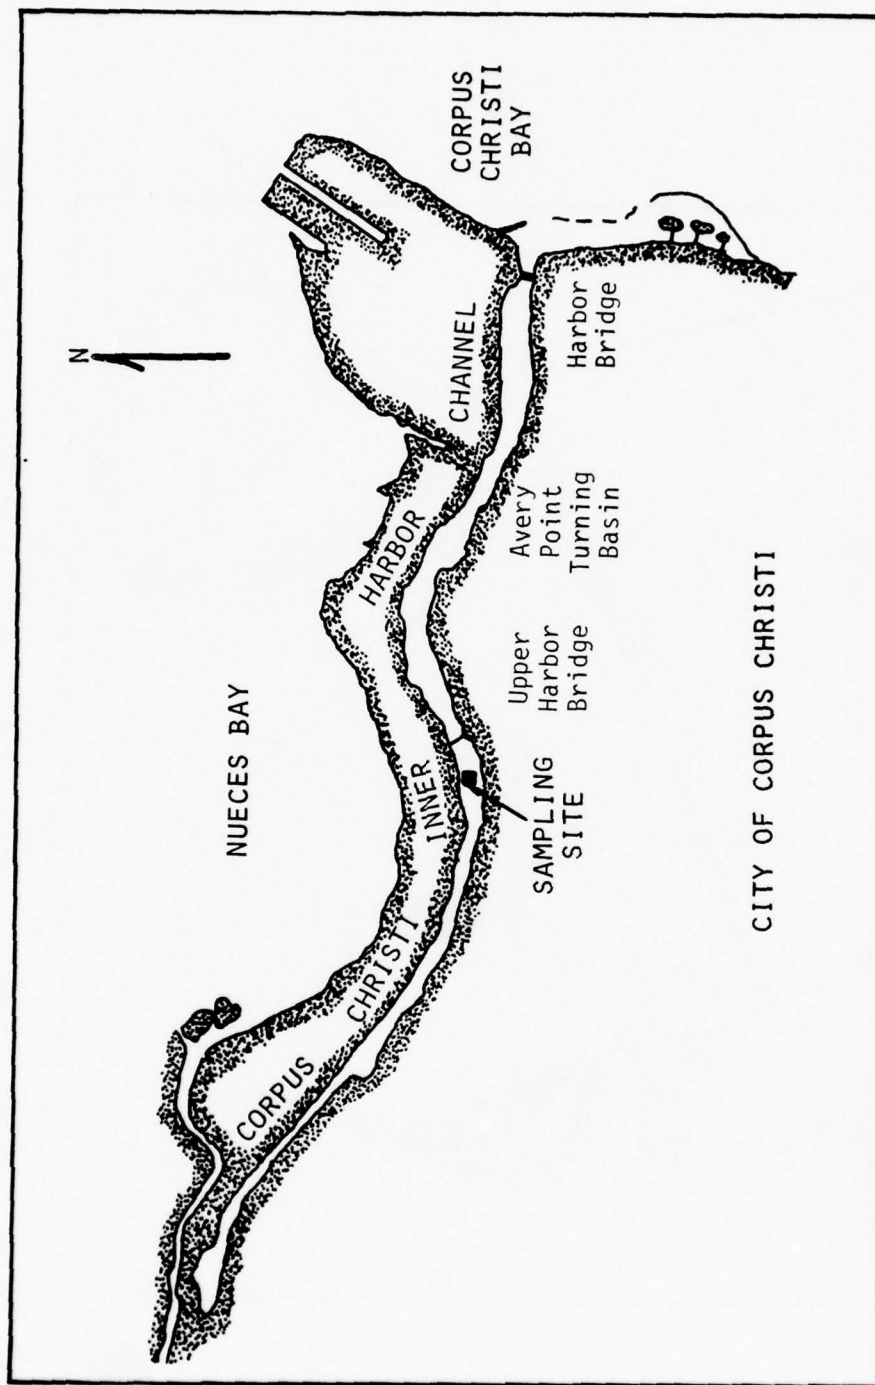 N
NUECES BAY
CORPUS
CHRISTI
BAY
CORPUS
CHRISTI
INNER
HARBOR
CHANNEL
SAMPLING
SITE
Upper
Harbor
Bridge
Avery
Point
Turning
Basin
Harbor
Bridge
CITY OF CORPUS CHRISTI